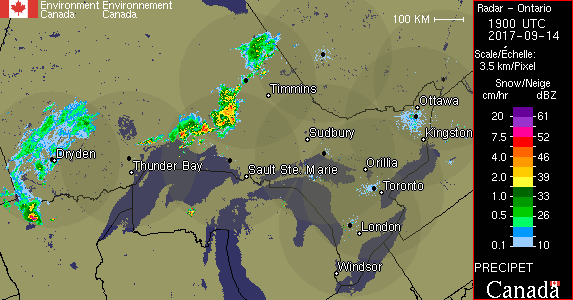 Environment Environnement
Canada Canada
100 KM
Timmins
Ottawa
Sudbury
Kingston
Dryden
Thunder Bay
Sault Ste. Marie
Orillia
Toronto
London
Windsor
Radar - Ontario
1900 UTC
2017-09-14
Scale/Échelle:
3.5 km/Pixel
Snow/Neige
cm/hr dBZ
20 61
7.5 52
4.0 46
2.0 39
1.0 33
0.5 26
0.1 10
PRECIPET
Canada